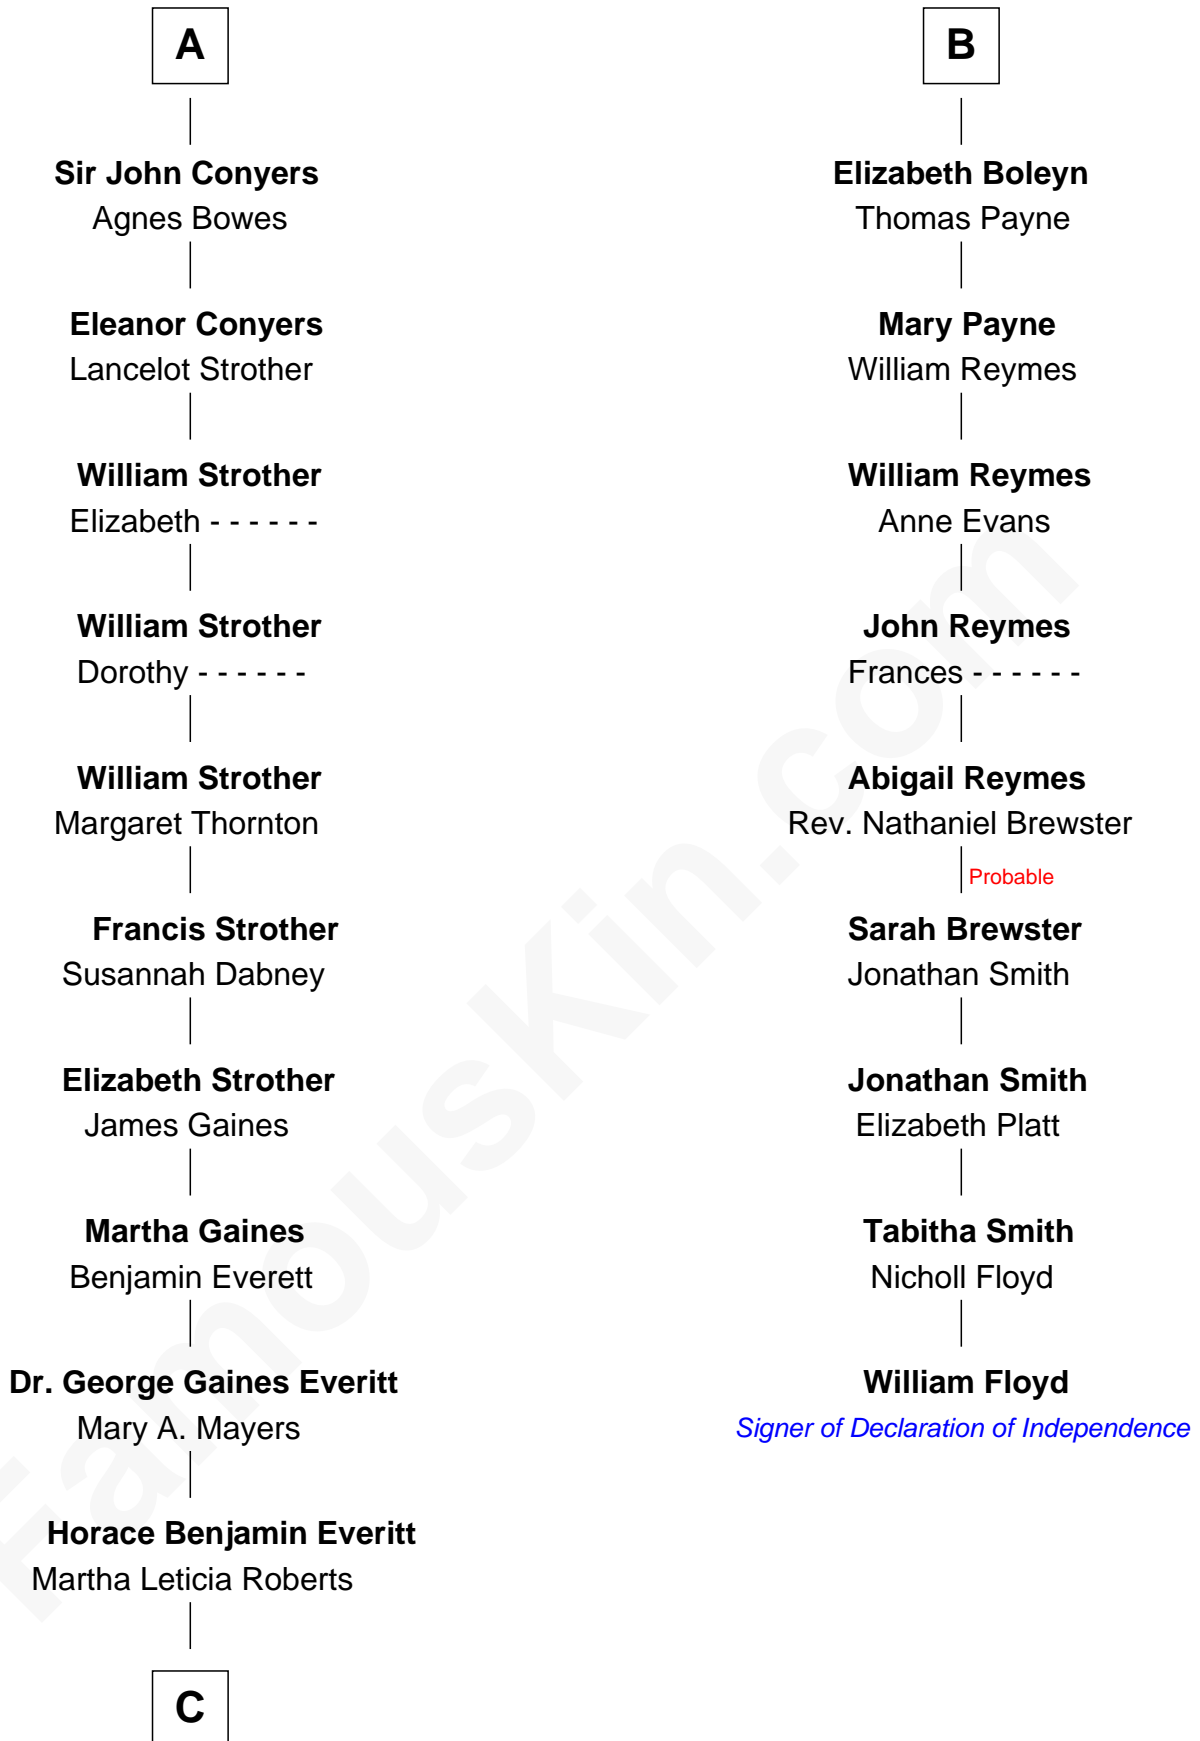 A
Sir John Conyers
Agnes Bowes
Eleanor Conyers
Lancelot Strother
William Strother
Elizabeth - - - - - -
William Strother
Dorothy - - - - - -
William Strother
Margaret Thornton
Francis Strother
Susannah Dabney
Elizabeth Strother
James Gaines
Martha Gaines
Benjamin Everett
Dr. George Gaines Everitt
Mary A. Mayers
Horace Benjamin Everitt
Martha Leticia Roberts
C
B
Elizabeth Boleyn
Thomas Payne
Mary Payne
William Reymes
William Reymes
Anne Evans
John Reymes
Frances - - - - - -
Abigail Reymes
Rev. Nathaniel Brewster
Probable
Sarah Brewster
Jonathan Smith
Jonathan Smith
Elizabeth Platt
Tabitha Smith
Nicholl Floyd
William Floyd
Signer of Declaration of Independence
FamousKin.com